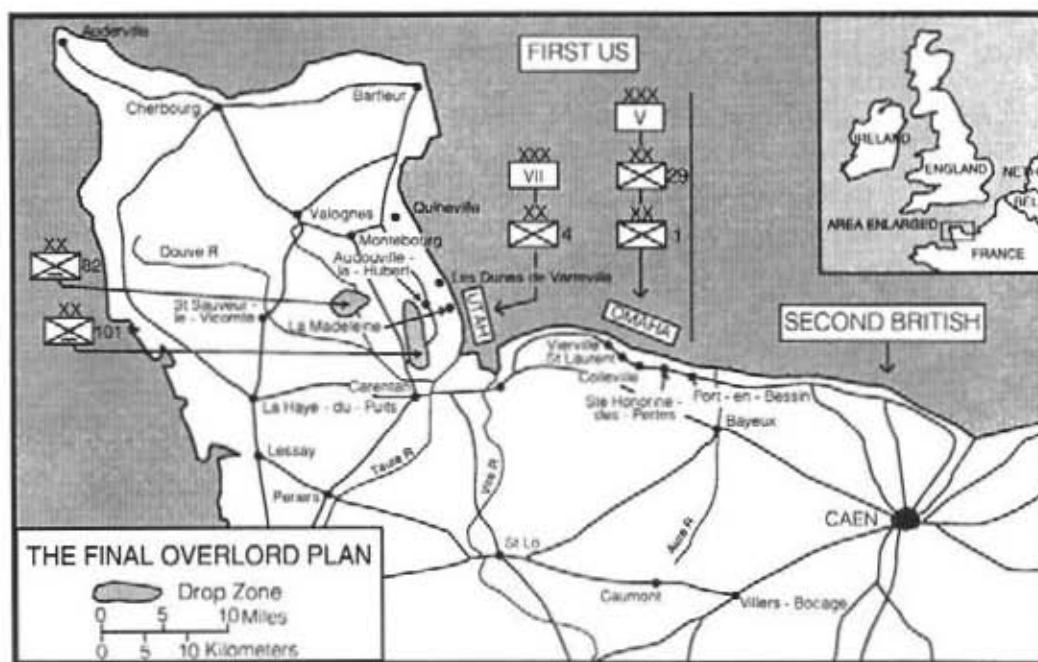 Auderville
Cherbourg
Barfleur
FIRST US
XXX
V
XX
29
XX
1
XXX
VII
XX
4
IRELAND
ENGLAND
NETH
BEL
AREA ENLARGED
FRANCE
Valognes
Quineville
Montebourg
Audouville -
la - Hubert
Les Dunes de Varreville
Douve R
XX
82
XX
101
St Sauveur -
le - Vicomte
La Madeleine
UTAH
OMAHA
SECOND BRITISH
Vierville
St Laurent
Colleville
Ste Honorine -
des - Pertes
Port - en - Bessin
Bayeux
Carentan
La Haye - du - Puits
Lessay
Periers
Taute R
Vire R
Aure R
CAEN
St Lo
Caumont
Villers - Bocage
THE FINAL OVERLORD PLAN
Drop Zone
0 5 10 Miles
0 5 10 Kilometers